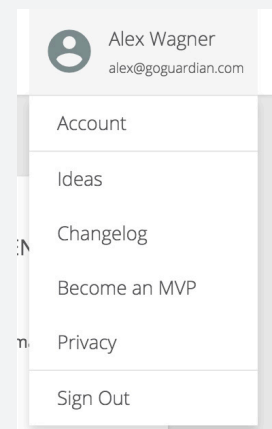 Alex Wagner
alex@goguardian.com
Account
Ideas
Changelog
Become an MVP
Privacy
Sign Out